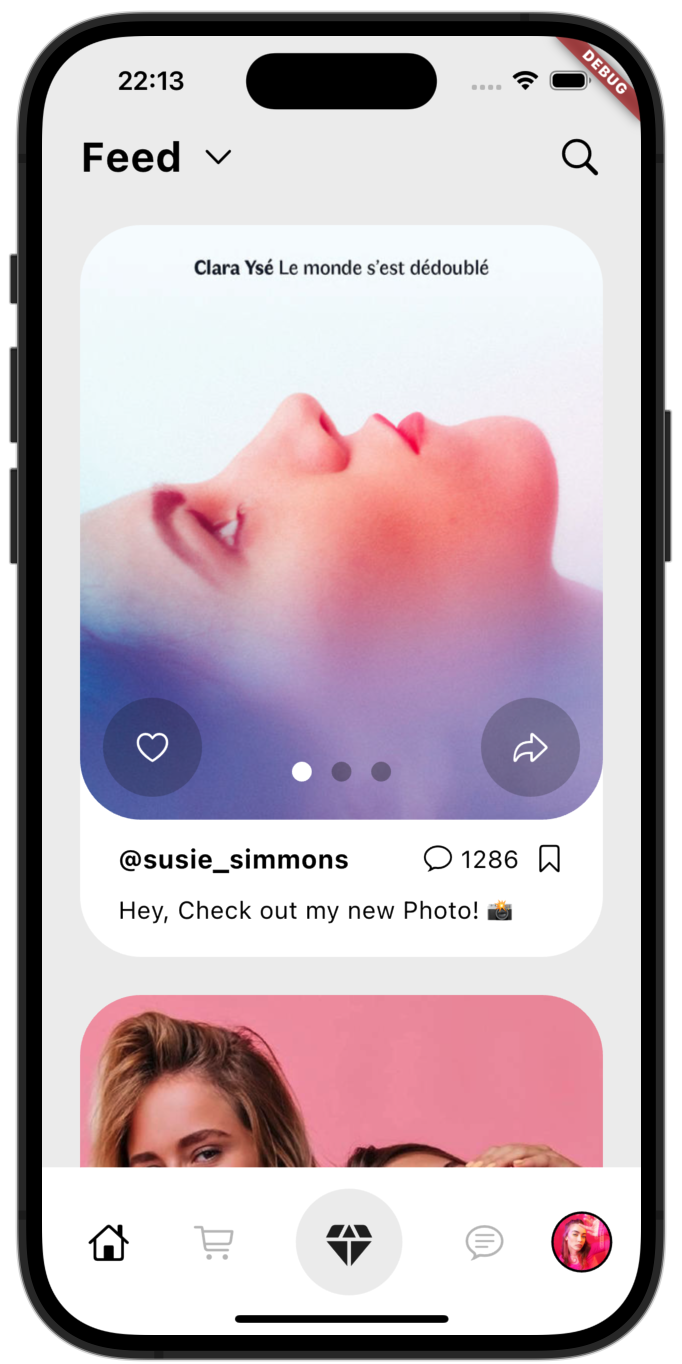 22:13
DEBUG
Feed
Clara Ysé Le monde s’est dédoublé
@susie_simmons 1286
Hey, Check out my new Photo! 📸